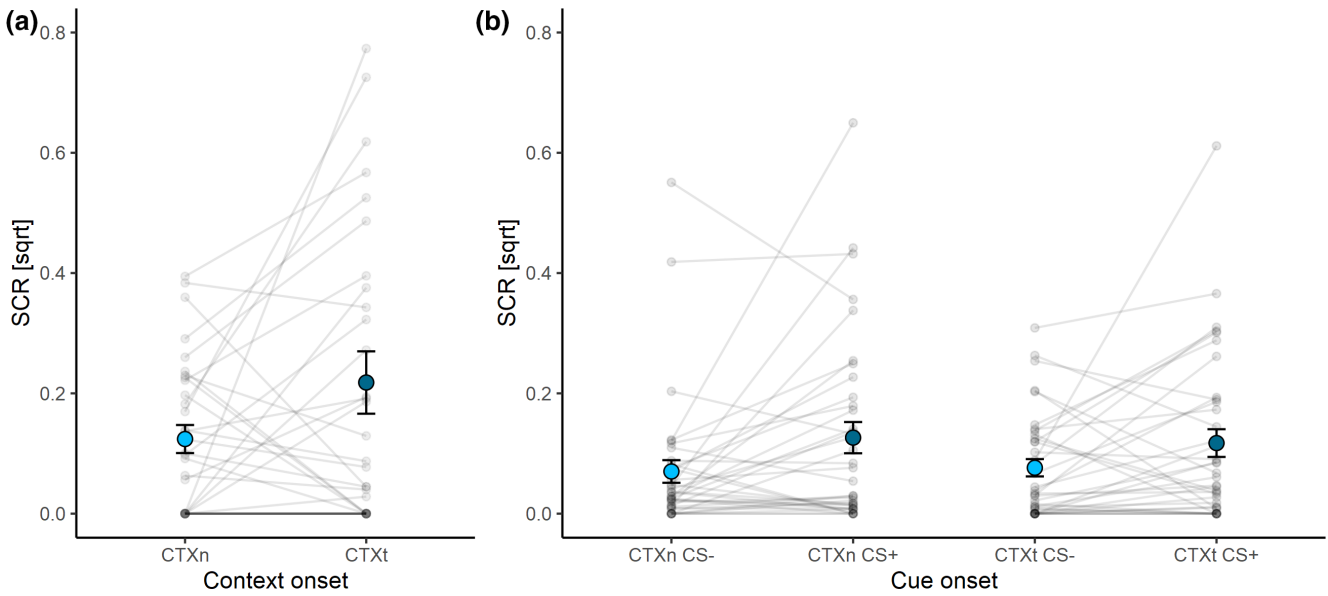 (a)
SCR [sqrt]
0.8
0.6
0.4
0.2
0.0
CTXn CTXt
Context onset
(b)
SCR [sqrt]
0.8
0.6
0.4
0.2
0.0
CTXn CS- CTXn CS+ CTXt CS- CTXt CS+
Cue onset